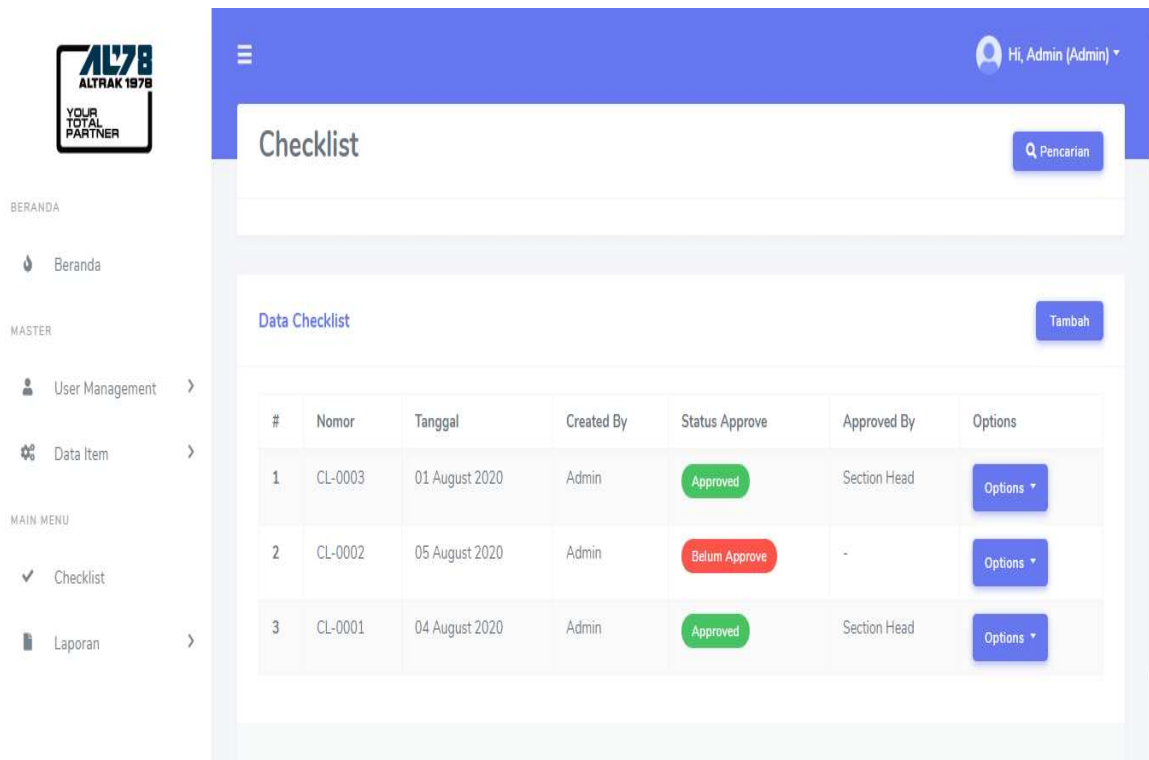 AL'78
ALTRAK 1978
YOUR
TOTAL
PARTNER
BERANDA
Beranda
MASTER
User Management
Data Item
MAIN MENU
Checklist
Laporan
Hi, Admin (Admin)
Checklist
Pencarian
Data Checklist
Tambah
# Nomor Tanggal Created By Status Approve Approved By Options
1 CL-0003 01 August 2020 Admin Approved Section Head Options
2 CL-0002 05 August 2020 Admin Belum Approve - Options
3 CL-0001 04 August 2020 Admin Approved Section Head Options